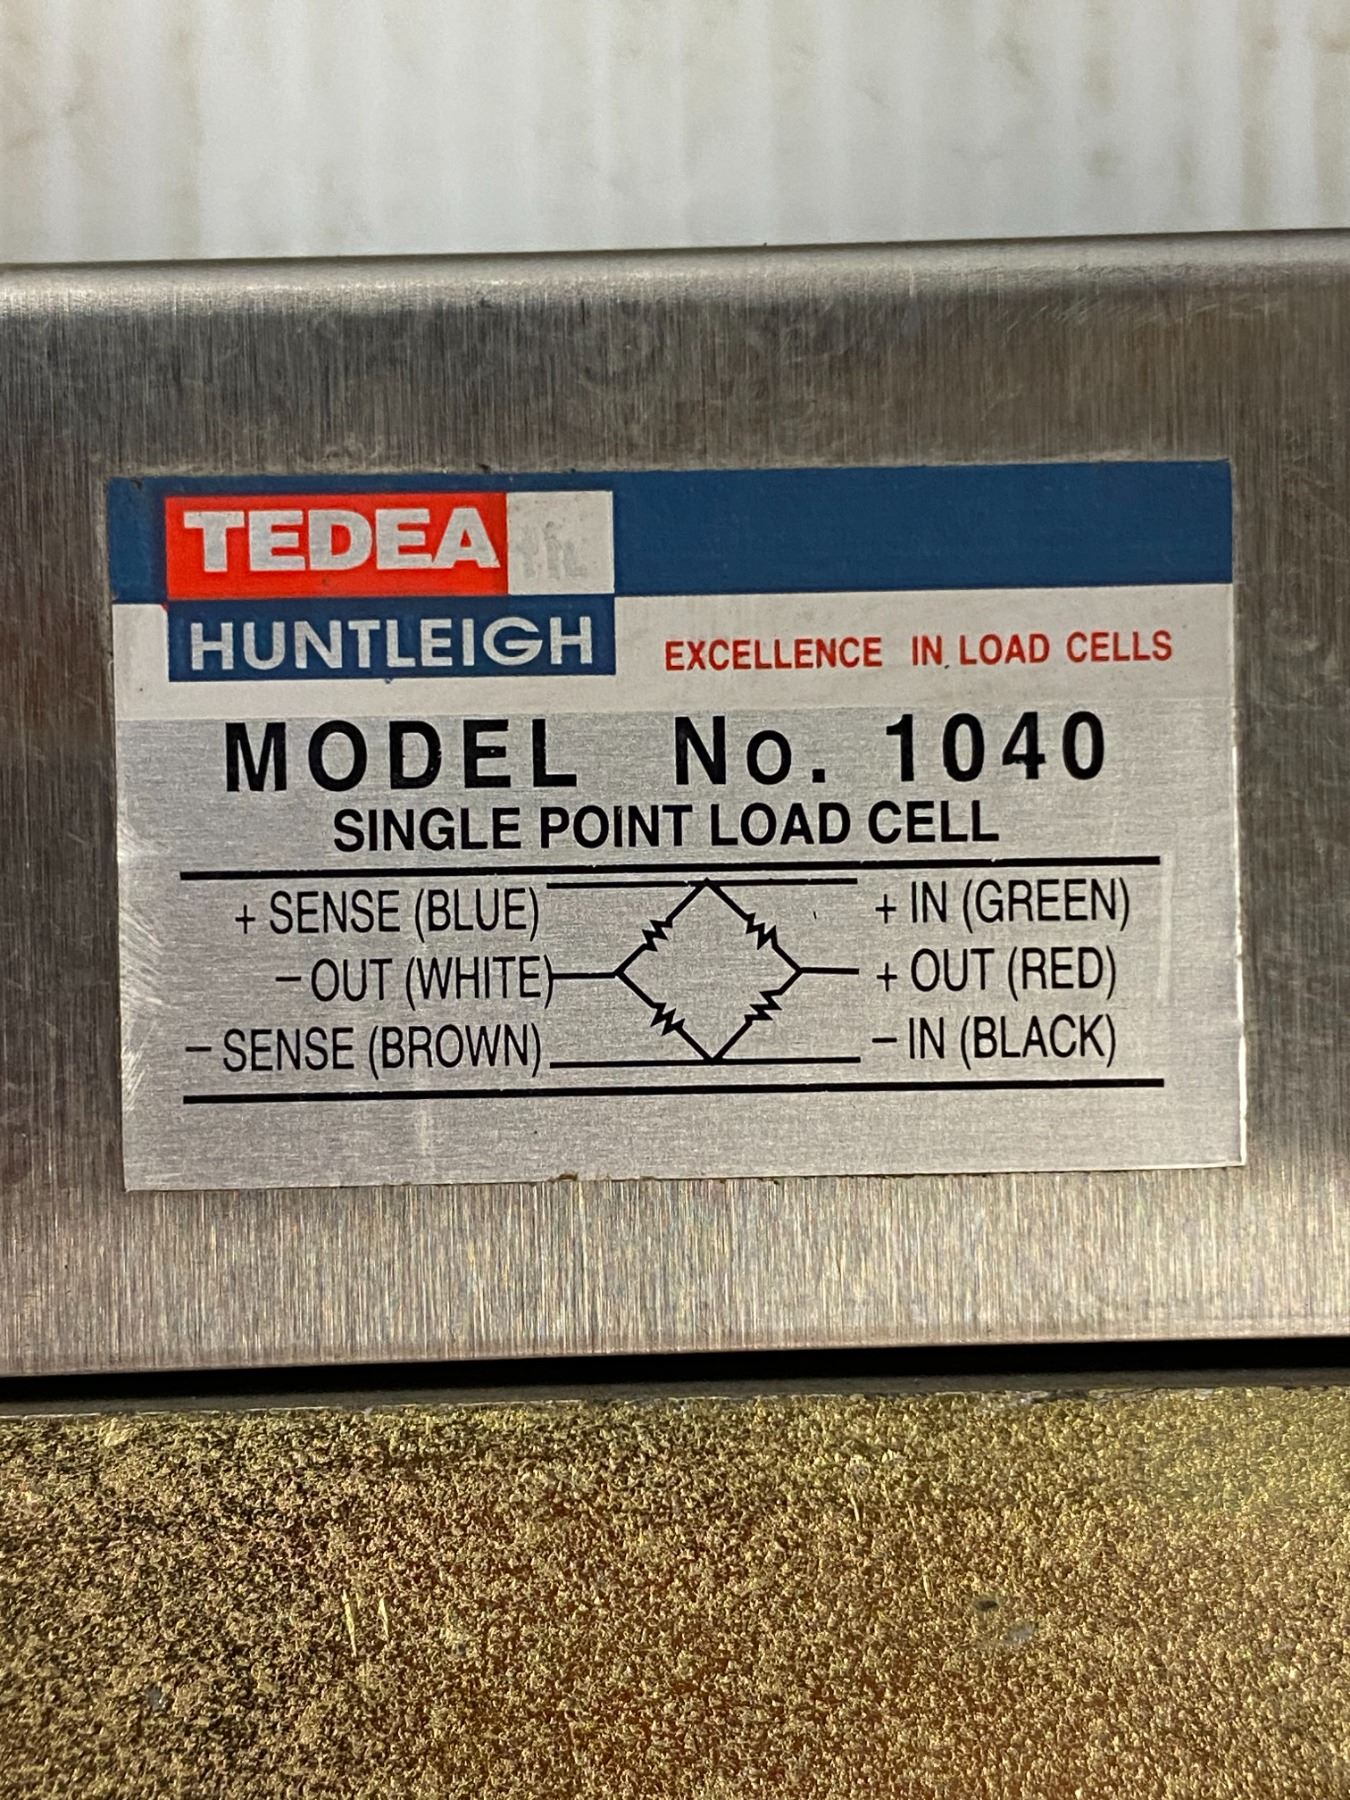 TEDEA
HUNTLEIGH
EXCELLENCE IN LOAD CELLS
MODEL No. 1040
SINGLE POINT LOAD CELL
+ SENSE (BLUE) + IN (GREEN)
– OUT (WHITE) + OUT (RED)
– SENSE (BROWN) – IN (BLACK)